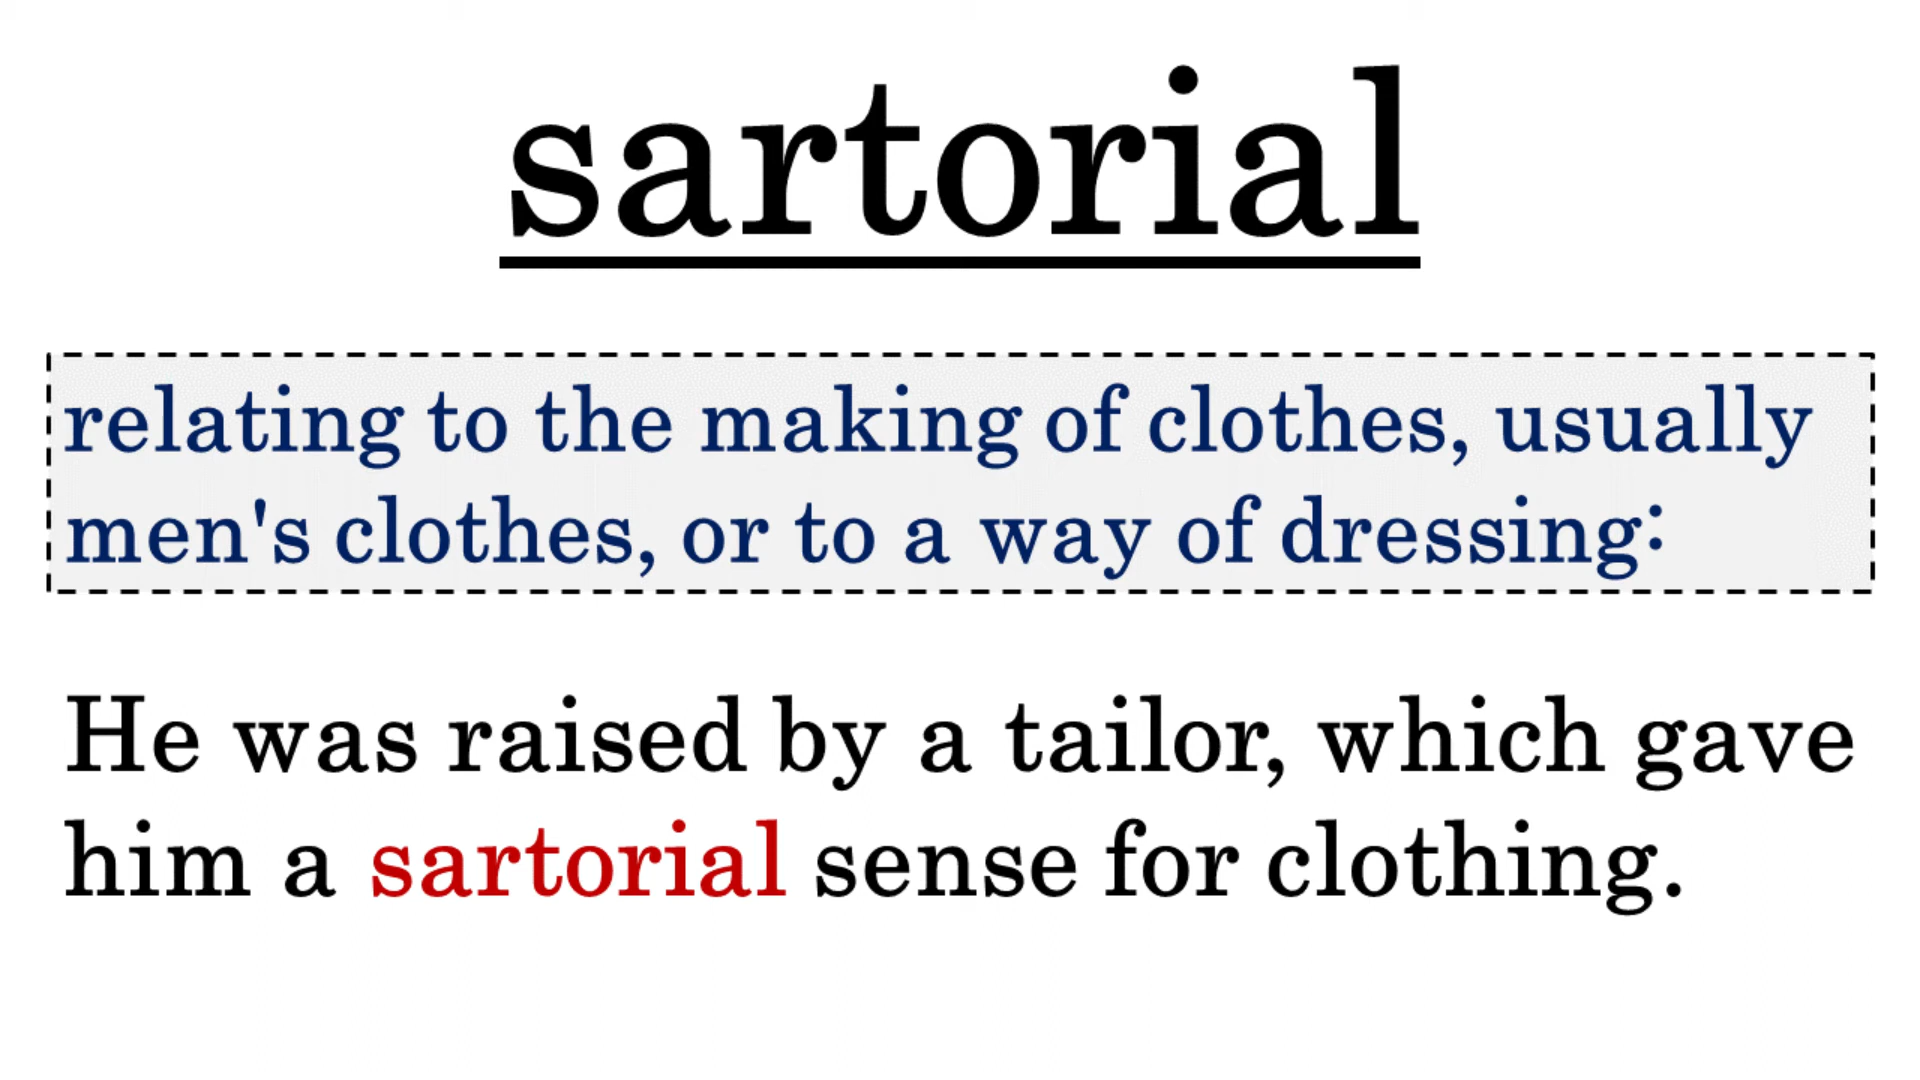 sartorial
relating to the making of clothes, usually
men's clothes, or to a way of dressing:
He was raised by a tailor, which gave
him a sartorial sense for clothing.